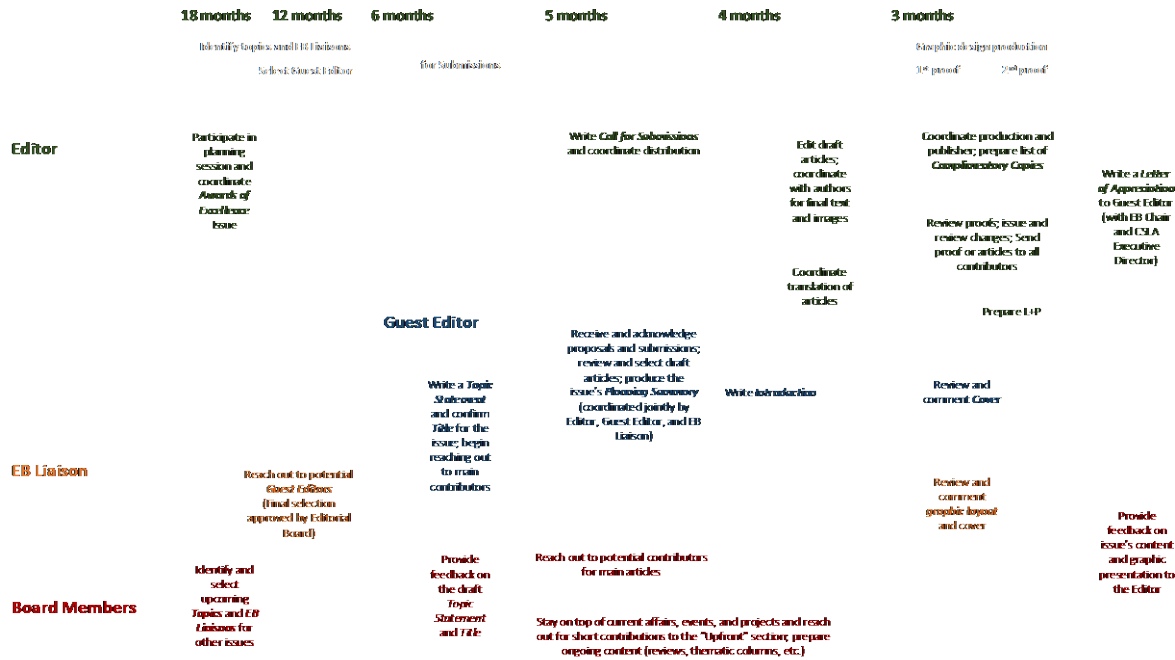 18 months 12 months 6 months 5 months 4 months 3 months
Identify topics and EB Liaisons
Select Guest Editor
for Submissions
Graphic design production
1st proof 2nd proof
Editor
Participate in
planning
session and
coordinate
Awards of
Excellence
Issue
Write Call for Submissions
and coordinate distribution
Edit draft
articles;
coordinate
with authors
for final text
and images
Coordinate
translation of
articles
Coordinate production and
publisher; prepare list of
Complimentary Copies
Review proofs; issue and
review changes; Send
proof or articles to all
contributors
Prepare L+P
Write a Letter
of Appreciation
to Guest Editor
(with EB Chair
and CSLA
Executive
Director)
Guest Editor
Write a Topic
Statement
and confirm
Title for the
issue; begin
reaching out
to main
contributors
Receive and acknowledge
proposals and submissions;
review and select draft
articles; produce the
issue's Planning Summary
(coordinated jointly by
Editor, Guest Editor, and EB
Liaison)
Write Introduction
Review and
comment Cover
EB Liaison
Reach out to potential
Guest Editors
(Final selection
approved by Editorial
Board)
Review and
comment
graphic layout
and cover
Board Members
Identify and
select
upcoming
Topics and EB
Liaisons for
other issues
Provide
feedback on
the draft
Topic
Statement
and Title
Reach out to potential contributors
for main articles
Stay on top of current affairs, events, and projects and reach
out for short contributions to the "Upfront" section; prepare
ongoing content (reviews, thematic columns, etc.)
Provide
feedback on
issue's content
and graphic
presentation to
the Editor